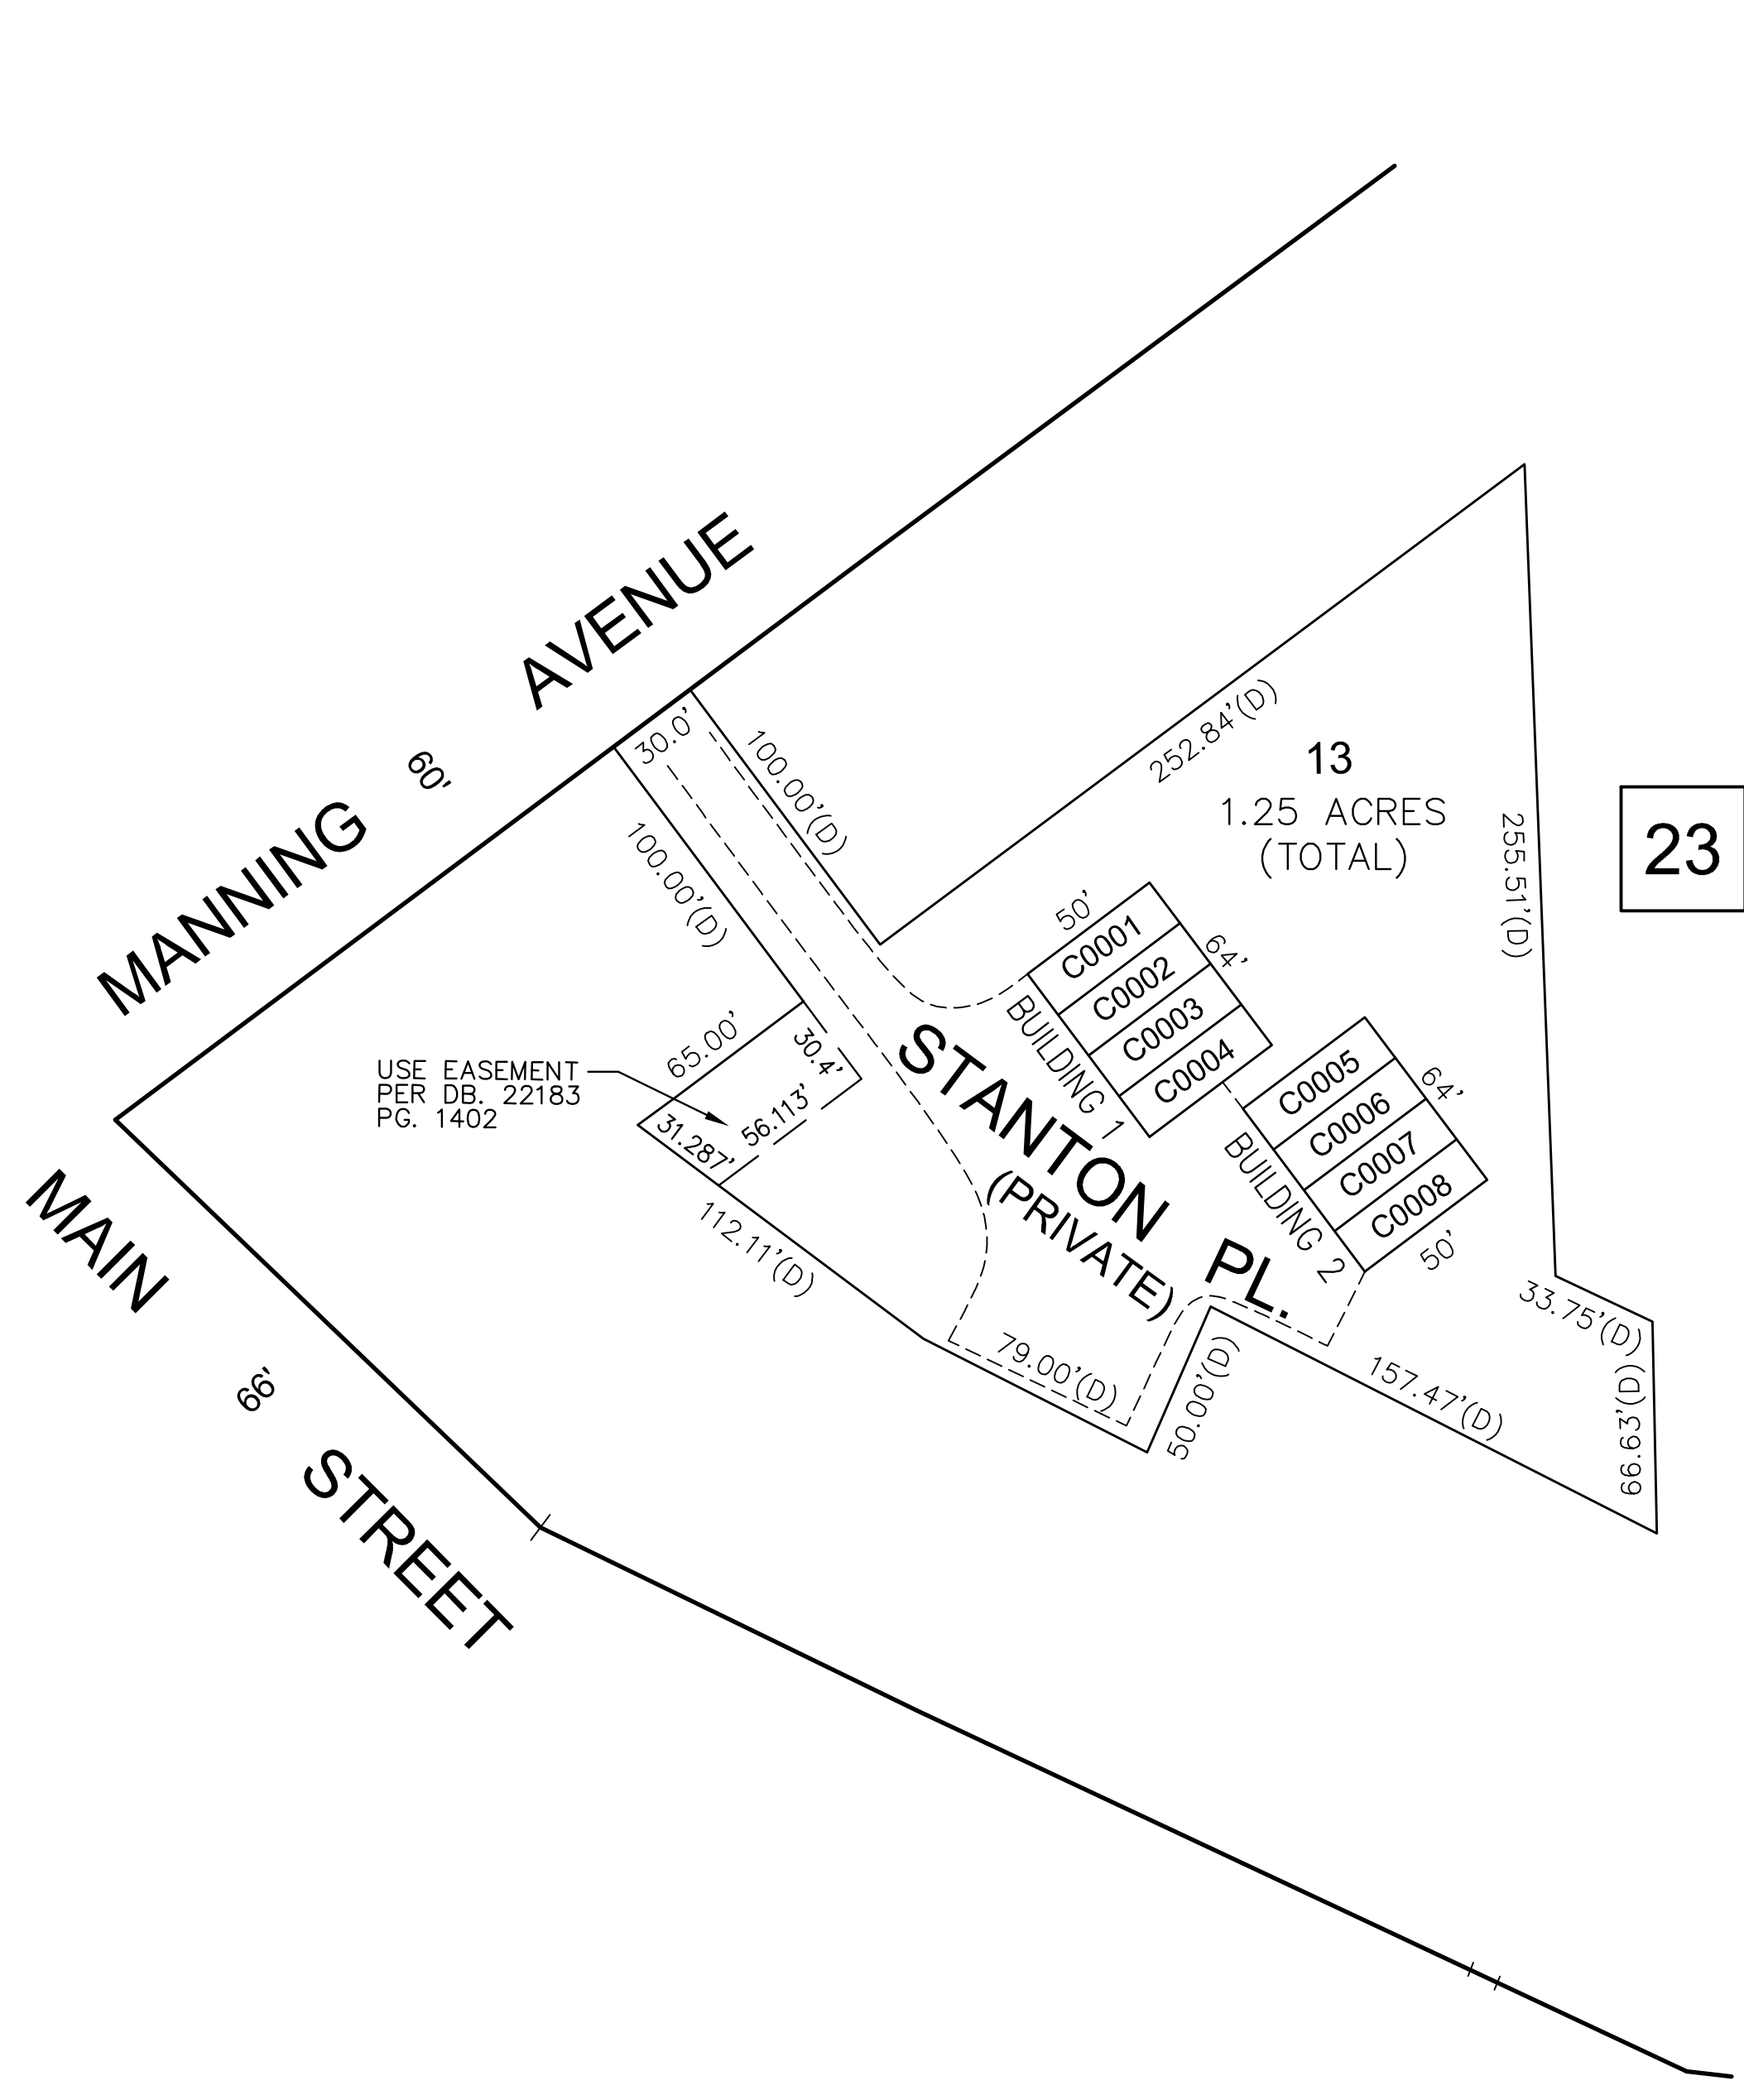 MANNING AVENUE
60'
30.0'
100.00'(D)
100.00'(D)
252.84'(D)
13
1.25 ACRES
(TOTAL)
23
255.51'(D)
50'
C0001
C0002
C0003
C0004
64'
BUILDING 1
C0005
C0006
C0007
C0008
64'
50'
BUILDING 2
65.00'
30.4'
USE EASEMENT
PER DB. 22183
PG. 1402
56.113'
31.287'
112.11'(D)
STANTON PL.
(PRIVATE)
79.00'(D)
50.00'(D)
157.47'(D)
33.75'(D)
66.63'(D)
MAIN STREET
66'